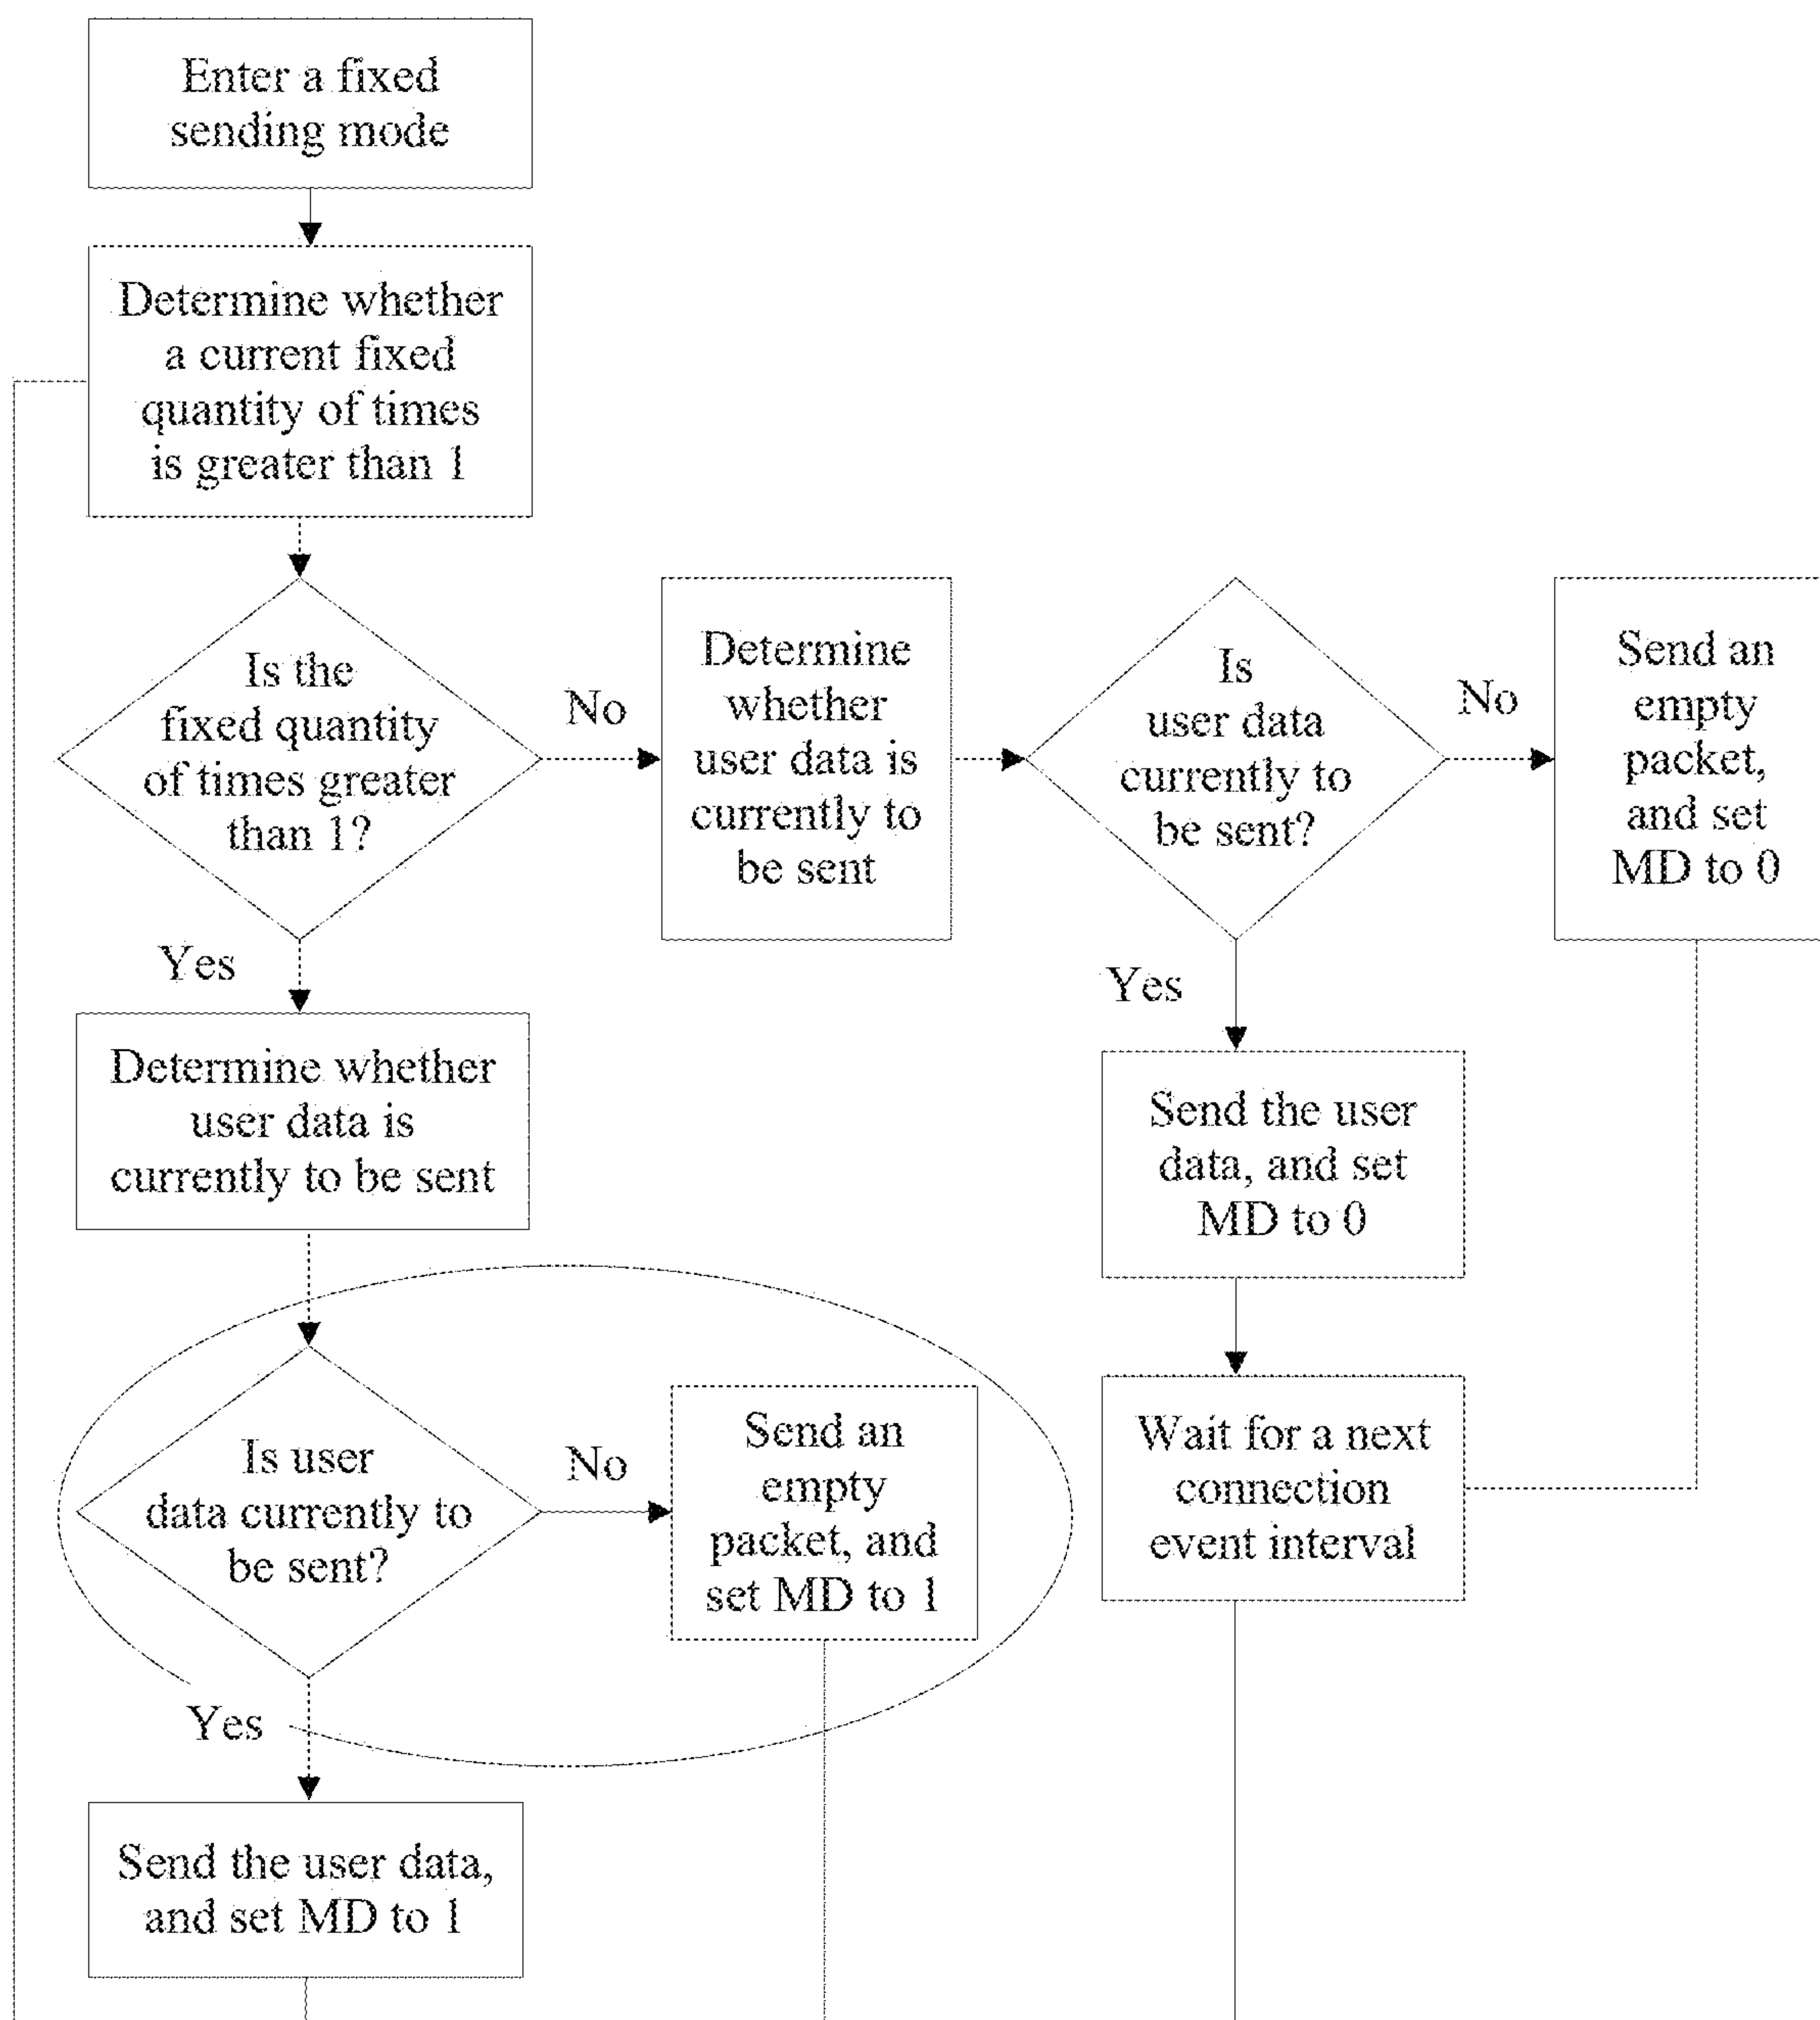 Enter a fixed
sending mode
Determine whether
a current fixed
quantity of times
is greater than 1
Is the
fixed quantity
of times greater
than 1?
No
Determine
whether
user data is
currently to
be sent
Is
user data
currently to
be sent?
No
Send an
empty
packet,
and set
MD to 0
Yes
Determine whether
user data is
currently to be sent
Yes
Send the user
data, and set
MD to 0
Is user
data currently to
be sent?
No
Send an
empty
packet, and
set MD to 1
Wait for a next
connection
event interval
Yes
Send the user data,
and set MD to 1